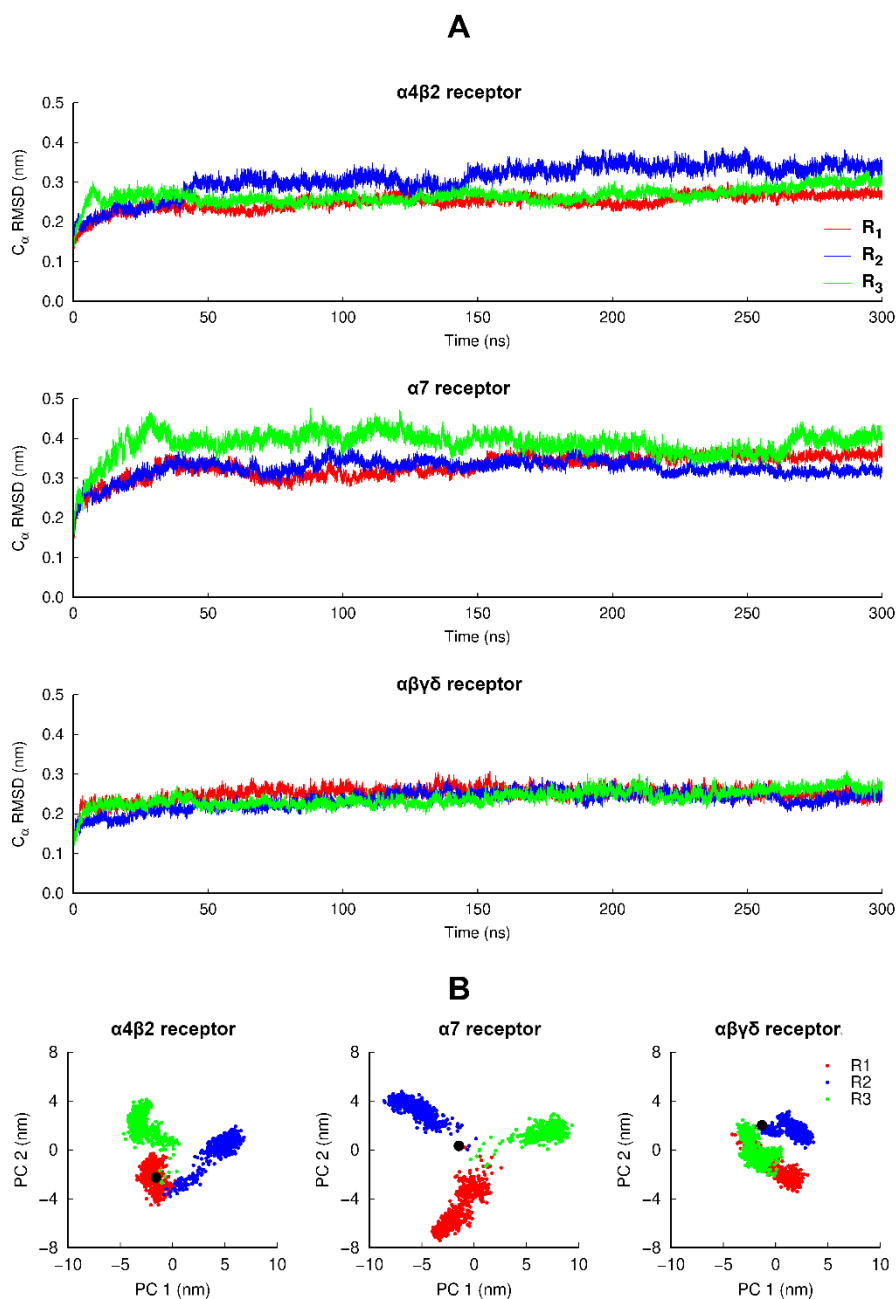 A
α4β2 receptor
0.5
0.4
0.3
0.2
0.1
0.0
Cα RMSD (nm)
R1
R2
R3
0 50 100 150 200 250 300
Time (ns)
α7 receptor
0.5
0.4
0.3
0.2
0.1
0.0
Cα RMSD (nm)
0 50 100 150 200 250 300
Time (ns)
αβγδ receptor
0.5
0.4
0.3
0.2
0.1
0.0
Cα RMSD (nm)
0 50 100 150 200 250 300
Time (ns)
B
α4β2 receptor α7 receptor αβγδ receptor.
8
4
0
−4
−8
PC 2 (nm)
−10 −5 0 5 10
PC 1 (nm)
8
4
0
−4
−8
PC 2 (nm)
−10 −5 0 5 10
PC 1 (nm)
8
4
0
−4
−8
PC 2 (nm)
R1
R2
R3
−10 −5 0 5 10
PC 1 (nm)